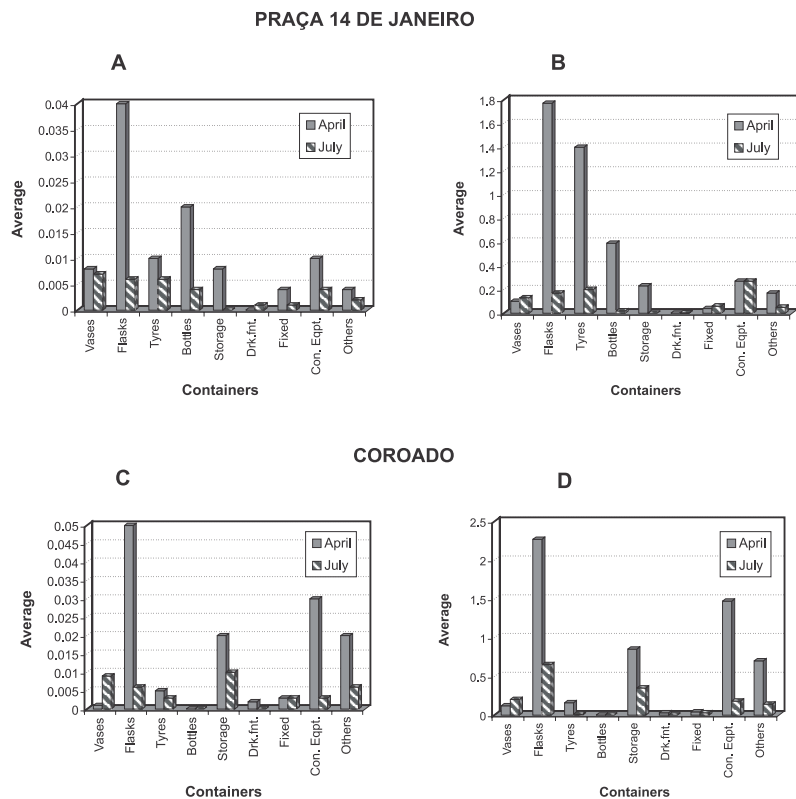 PRAÇA 14 DE JANEIRO
A
0.04
0.035
0.03
0.025
0.02
0.015
0.01
0.005
0
Average
April
July
Vases
Flasks
Tyres
Bottles
Storage
Drk.fnt.
Fixed
Con. Eqpt.
Others
Containers
B
1.8
1.6
1.4
1.2
1.0
0.8
0.6
0.4
0.2
0
Average
April
July
Vases
Flasks
Tyres
Bottles
Storage
Drk.fnt.
Fixed
Con. Eqpt.
Others
Containers
COROADO
C
0.05
0.045
0.04
0.035
0.03
0.025
0.02
0.015
0.01
0.005
0
Average
April
July
Vases
Flasks
Tyres
Bottles
Storage
Drk.fnt.
Fixed
Con. Eqpt.
Others
Containers
D
2.5
2
1.5
1
0.5
0
Average
April
July
Vases
Flasks
Tyres
Bottles
Storage
Drk.fnt.
Fixed
Con. Eqpt.
Others
Containers